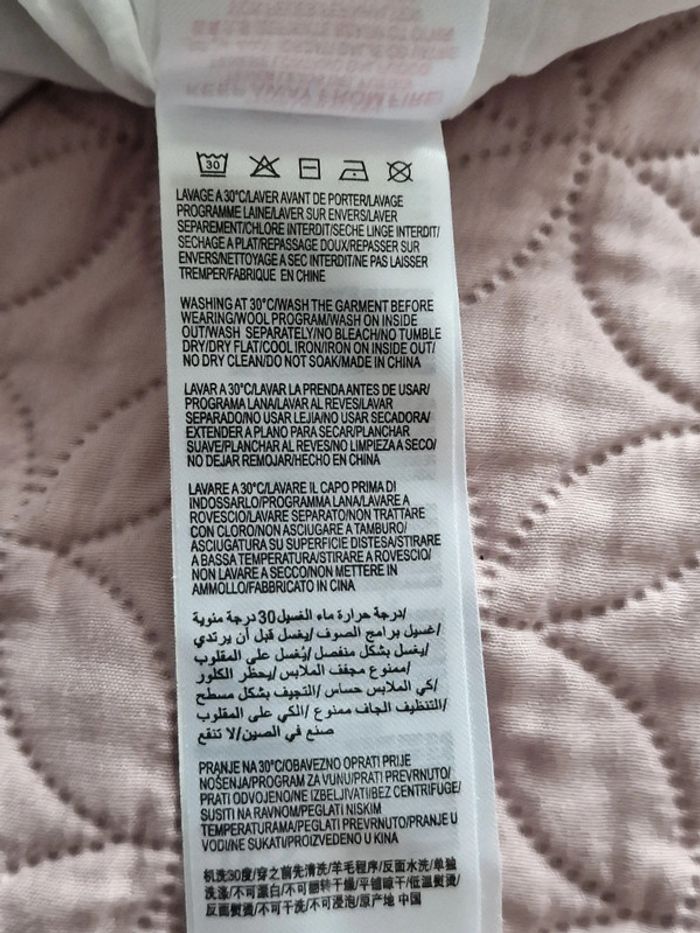 KEEP AWAY FROM FIRE
30
LAVAGE A 30°C/LAVER AVANT DE PORTER/LAVAGE
PROGRAMME LAINE/LAVER SUR ENVERS/LAVER
SEPAREMENT/CHLORE INTERDIT/SECHE LINGE INTERDIT/
SECHAGE A PLAT/REPASSAGE DOUX/REPASSER SUR
ENVERS/NETTOYAGE A SEC INTERDIT/NE PAS LAISSER
TREMPER/FABRIQUE EN CHINE
WASHING AT 30°C/WASH THE GARMENT BEFORE
WEARING/WOOL PROGRAM/WASH ON INSIDE
OUT/WASH SEPARATELY/NO BLEACH/NO TUMBLE
DRY/DRY FLAT/COOL IRON/IRON ON INSIDE OUT/
NO DRY CLEAN/DO NOT SOAK/MADE IN CHINA
LAVAR A 30°C/LAVAR LA PRENDA ANTES DE USAR/
PROGRAMA LANA/LAVAR AL REVES/LAVAR
SEPARADO/NO USAR LEJIA/NO USAR SECADORA/
EXTENDER A PLANO PARA SECAR/PLANCHAR
SUAVE/PLANCHAR AL REVES/NO LIMPIEZA A SECO/
NO DEJAR REMOJAR/HECHO EN CHINA
LAVARE A 30°C/LAVARE IL CAPO PRIMA DI
INDOSSARLO/PROGRAMMA LANA/LAVARE A
ROVESCIO/LAVARE SEPARATO/NON TRATTARE
CON CLORO/NON ASCIUGARE A TAMBURO/
ASCIUGATURA SU SUPERFICIE DISTESA/STIRARE
A BASSA TEMPERATURA/STIRARE A ROVESCIO/
NON LAVARE A SECCO/NON METTERE IN
AMMOLLO/FABBRICATO IN CINA
/درجة حرارة ماء الغسيل 30 درجة مئوية
/غسيل برامج الصوف /يغسل قبل أن يرتدي
/يغسل بشكل منفصل /يُغسل على المقلوب
/ممنوع مجفف الملابس /يحظر الكلور
/كي الملابس حساس /التجيف بشكل مسطح
/التنظيف الجاف ممنوع /الكي على المقلوب
صنع في الصين /لا تنقع
PRANJE NA 30°C/OBAVEZNO OPRATI PRIJE
NOŠENJA/PROGRAM ZA VUNU/PRATI PREVRNUTO/
PRATI ODVOJENO/NE IZBELJIVATI/BEZ CENTRIFUGE/
SUSITI NA RAVNOM/PEGLATI NISKIM
TEMPERATURAMA/PEGLATI PREVRNUTO/PRANJE U
VODI/NE SUKATI/PROIZVEDENO U KINA
机洗30度/穿之前先清洗/羊毛程序/反面水洗/单独
洗涤/不可漂白/不可翻转干燥/平铺晾干/低温熨烫/
反面熨烫/不可干洗/不可浸泡/原产地 中国